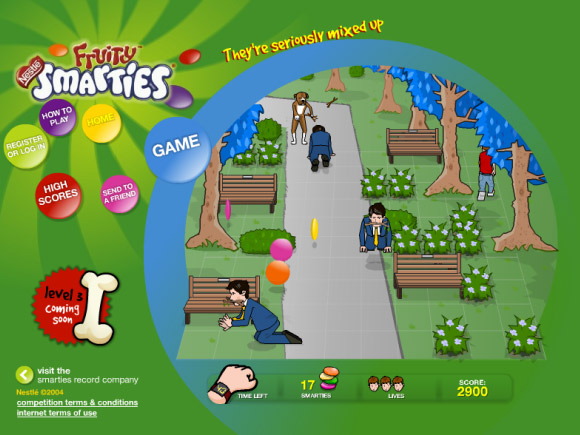 They're seriously mixed up
Nestlé
Fruity
SMARTIES
HOW TO
PLAY
HOME
GAME
REGISTER
OR LOG IN
HIGH
SCORES
SEND TO
A FRIEND
level 3
coming
soon
visit the
smarties record company
Nestlé ©2004
competition terms & conditions
internet terms of use
TIME LEFT
17
SMARTIES
LIVES
SCORE:
2900